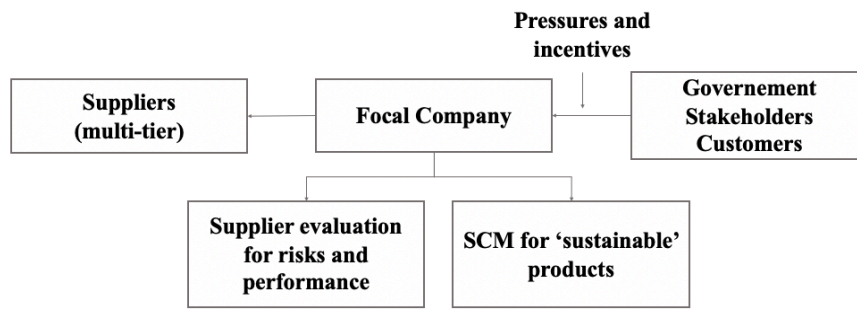 Pressures and
incentives
Suppliers
(multi-tier)
Focal Company
Governement
Stakeholders
Customers
Supplier evaluation
for risks and
performance
SCM for ‘sustainable’
products